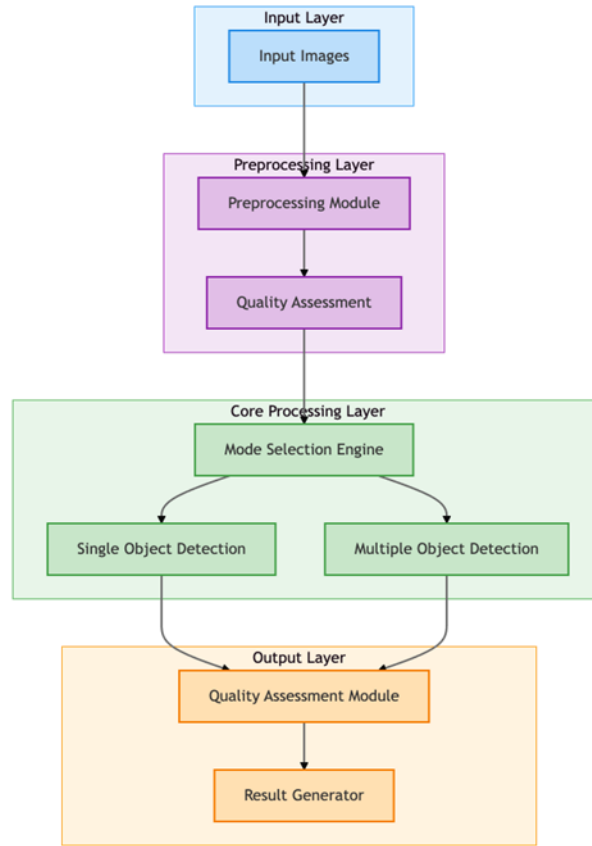 Input Layer
Input Images
Preprocessing Layer
Preprocessing Module
Quality Assessment
Core Processing Layer
Mode Selection Engine
Single Object Detection
Multiple Object Detection
Output Layer
Quality Assessment Module
Result Generator